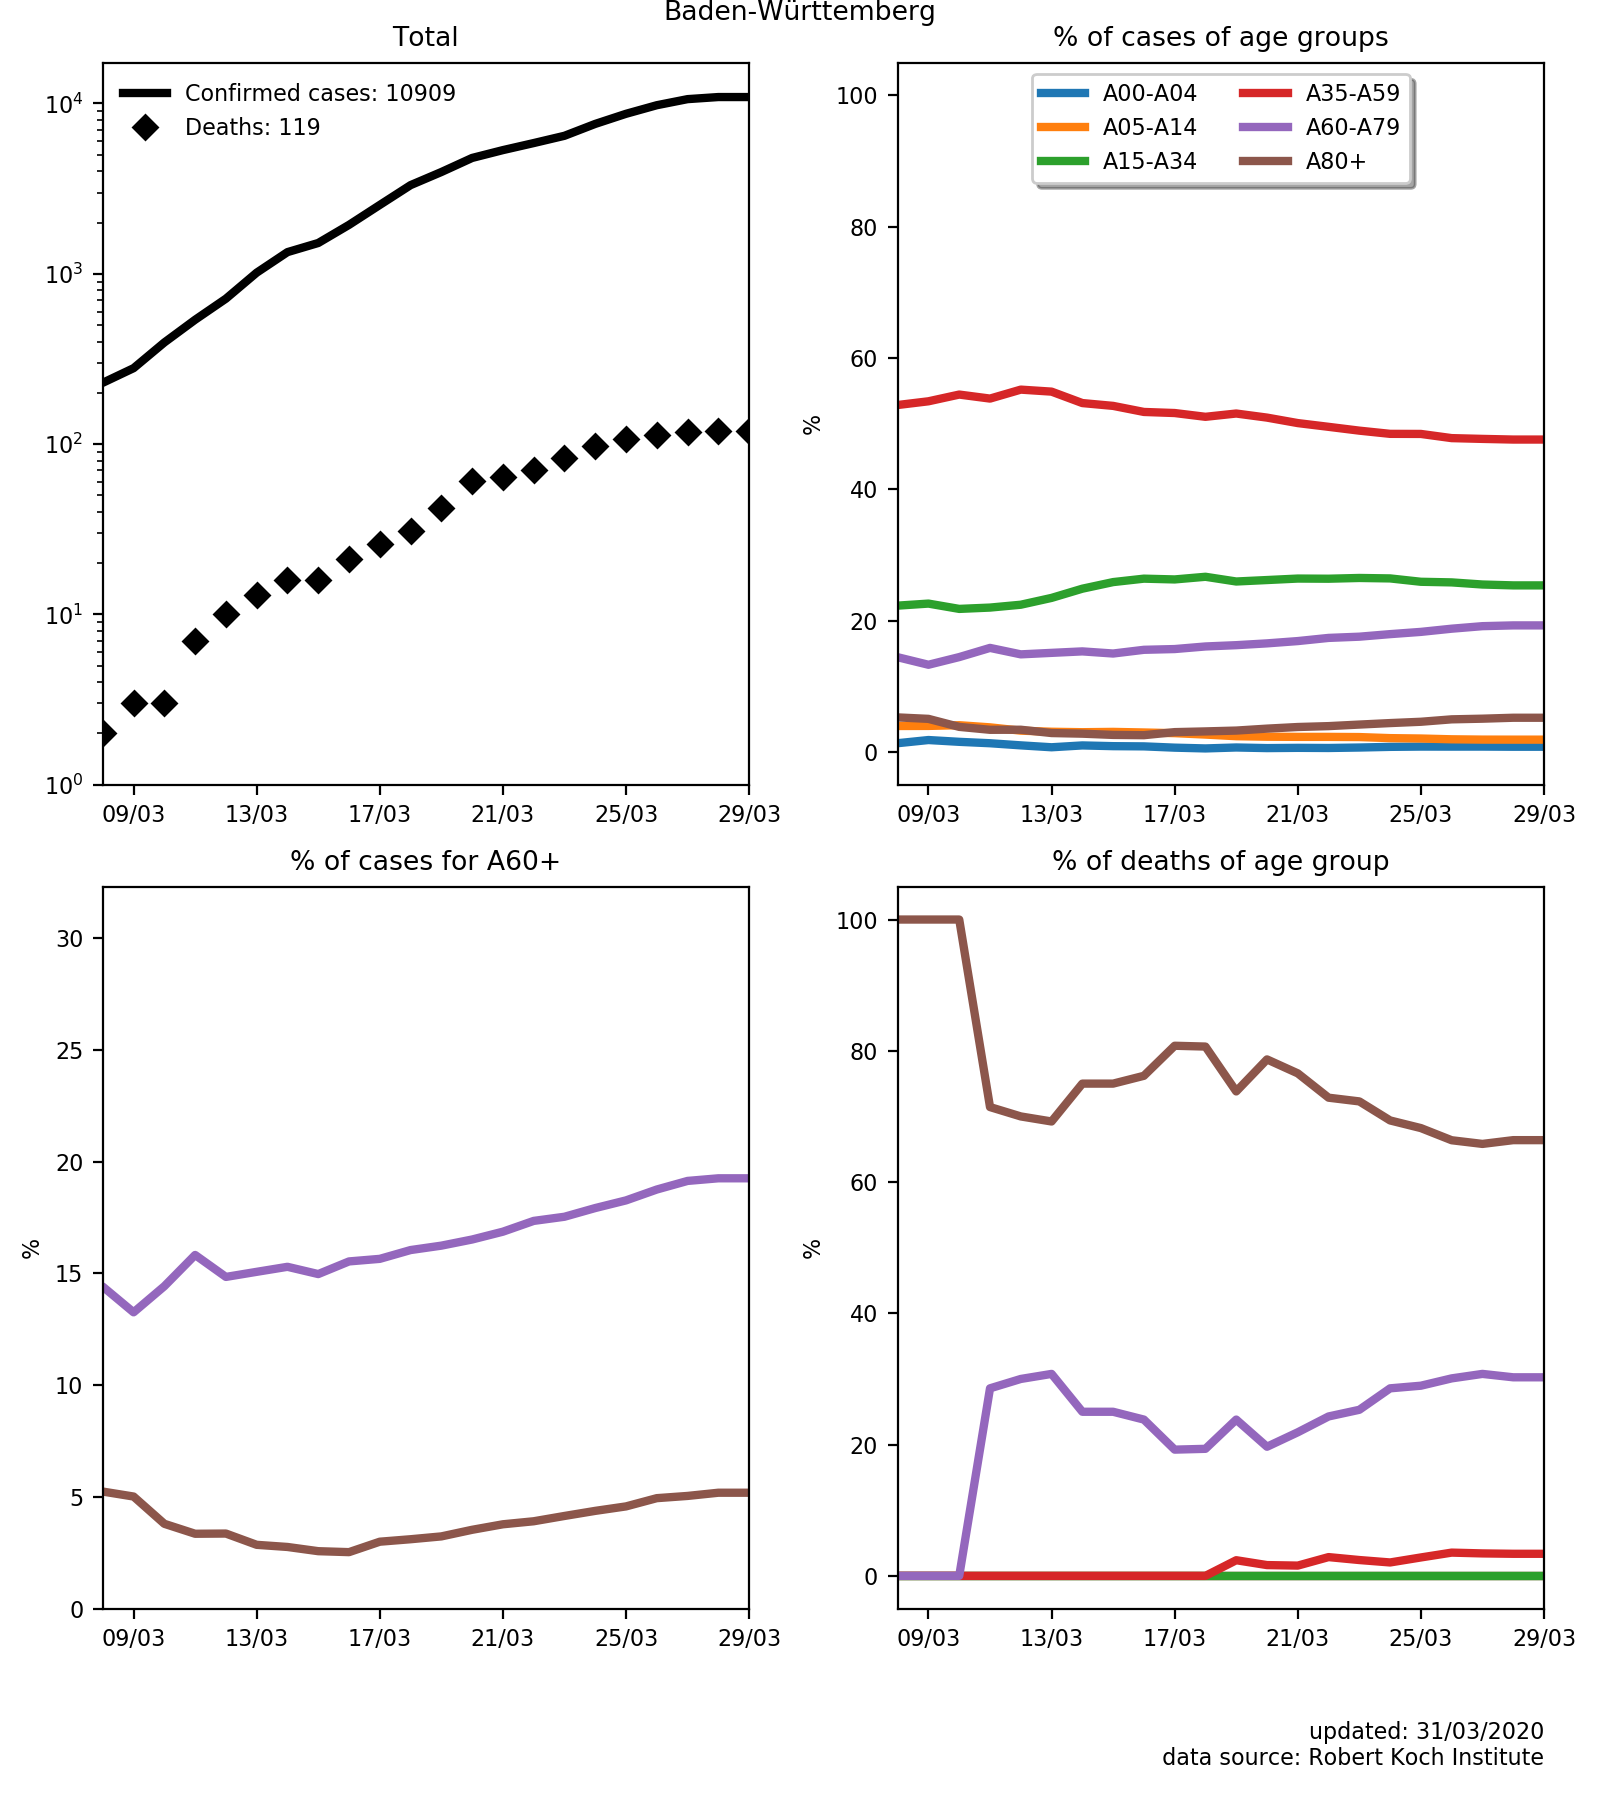 Baden-Württemberg
Total
Confirmed cases: 10909
Deaths: 119
10⁴
10³
10²
10¹
10⁰
09/03 13/03 17/03 21/03 25/03 29/03
% of cases of age groups
A00-A04 A35-A59
A05-A14 A60-A79
A15-A34 A80+
%
100
80
60
40
20
0
09/03 13/03 17/03 21/03 25/03 29/03
% of cases for A60+
%
30
25
20
15
10
5
0
09/03 13/03 17/03 21/03 25/03 29/03
% of deaths of age group
%
100
80
60
40
20
0
09/03 13/03 17/03 21/03 25/03 29/03
updated: 31/03/2020
data source: Robert Koch Institute